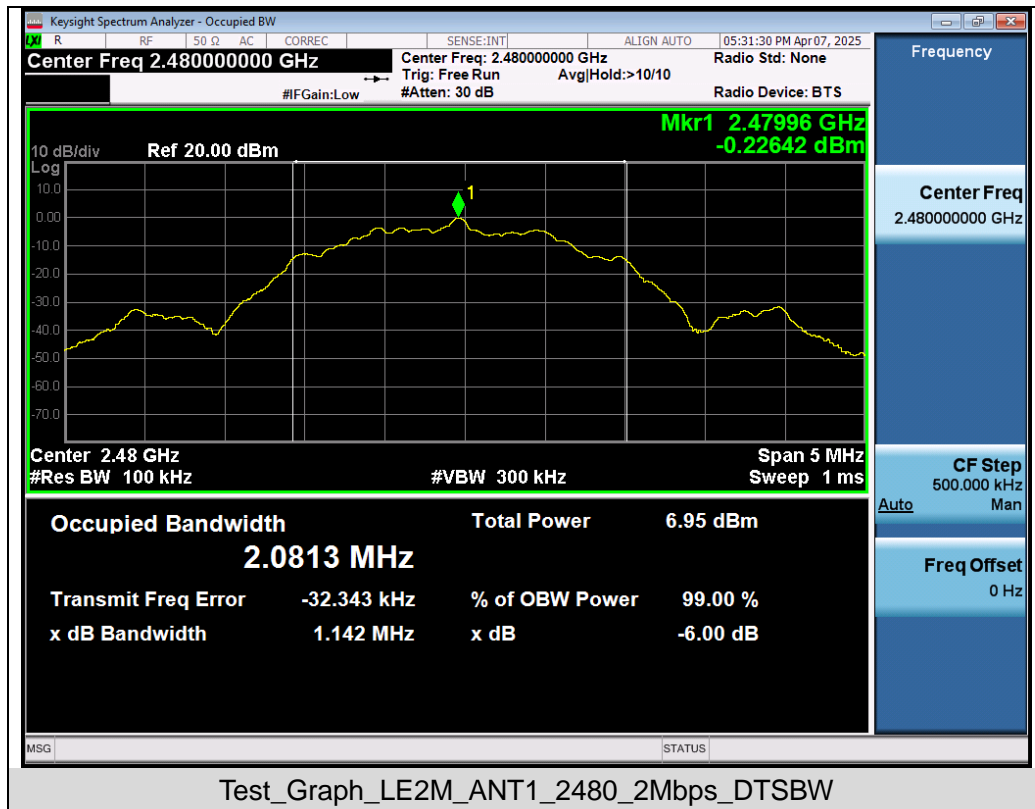 Keysight Spectrum Analyzer - Occupied BW
LXI R RF 50 Ω AC CORREC SENSE:INT ALIGN AUTO 05:31:30 PM Apr 07, 2025
Center Freq 2.480000000 GHz
Center Freq: 2.480000000 GHz Radio Std: None
Trig: Free Run Avg|Hold:>10/10
#IFGain:Low #Atten: 30 dB Radio Device: BTS
Mkr1 2.47996 GHz
-0.22642 dBm
10 dB/div Ref 20.00 dBm
Log
10.0
0.00
-10.0
-20.0
-30.0
-40.0
-50.0
-60.0
-70.0
1
Center 2.48 GHz Span 5 MHz
#Res BW 100 kHz #VBW 300 kHz Sweep 1 ms
Occupied Bandwidth Total Power 6.95 dBm
2.0813 MHz
Transmit Freq Error -32.343 kHz % of OBW Power 99.00 %
x dB Bandwidth 1.142 MHz x dB -6.00 dB
Frequency
Center Freq
2.480000000 GHz
CF Step
500.000 kHz
Auto Man
Freq Offset
0 Hz
MSG STATUS
Test_Graph_LE2M_ANT1_2480_2Mbps_DTSBW